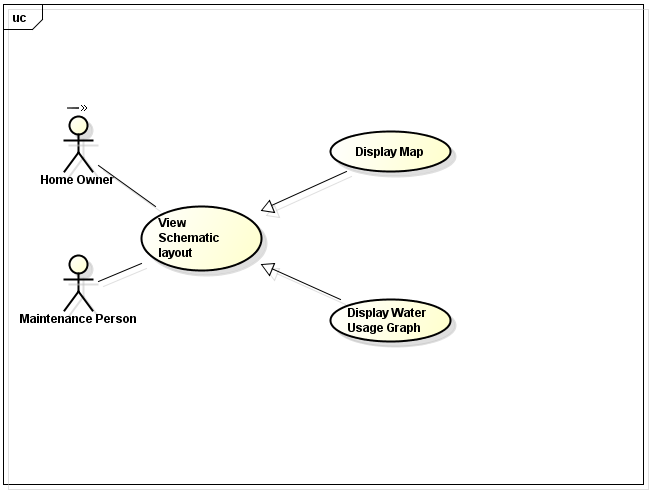 uc
Home Owner
Display Map
View
Schematic
layout
Maintenance Person
Display Water
Usage Graph